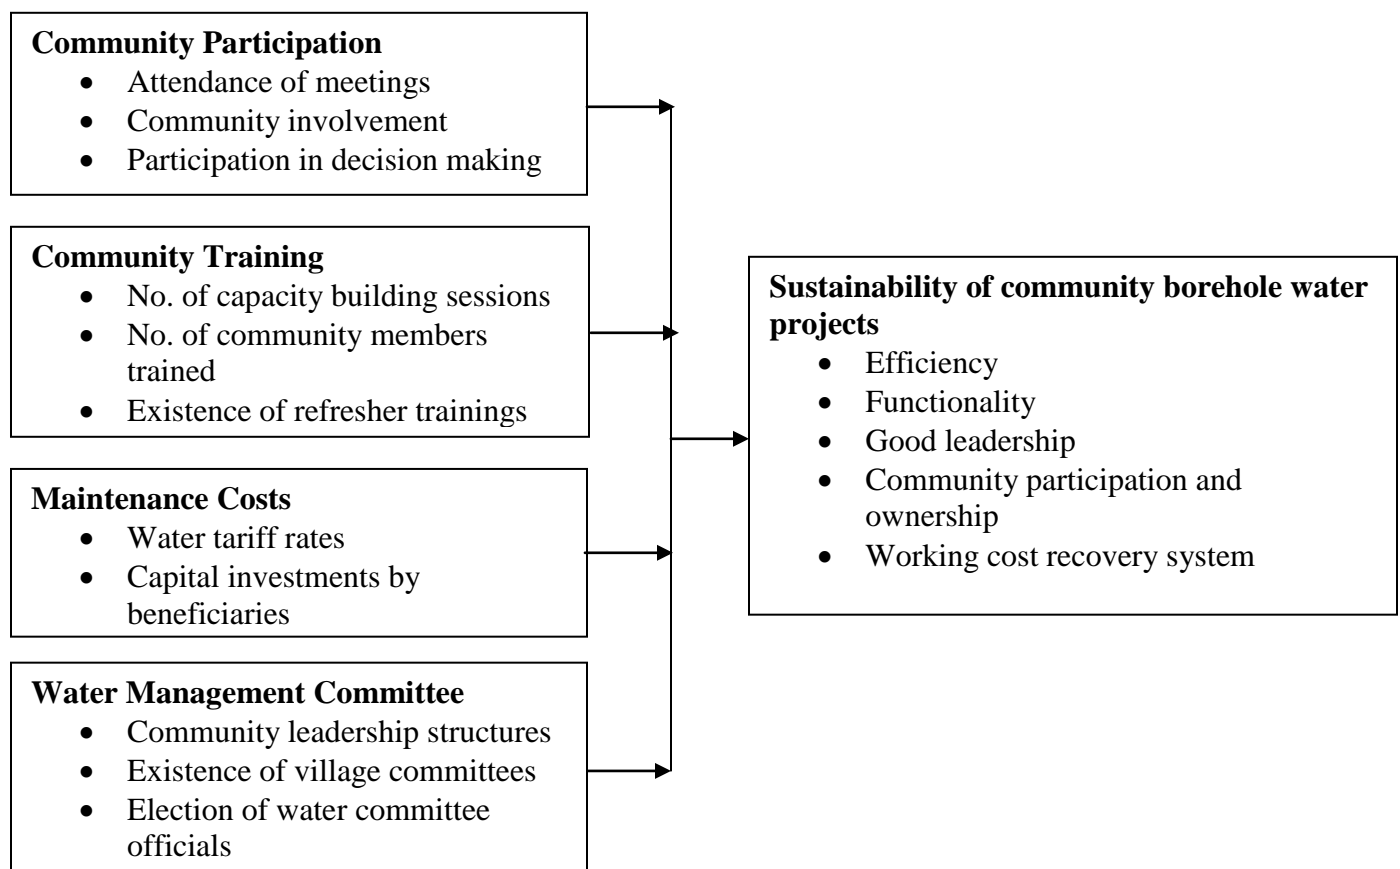 Community Participation
• Attendance of meetings
• Community involvement
• Participation in decision making
Community Training
• No. of capacity building sessions
• No. of community members
trained
• Existence of refresher trainings
Maintenance Costs
• Water tariff rates
• Capital investments by
beneficiaries
Water Management Committee
• Community leadership structures
• Existence of village committees
• Election of water committee
officials
Sustainability of community borehole water
projects
• Efficiency
• Functionality
• Good leadership
• Community participation and
ownership
• Working cost recovery system